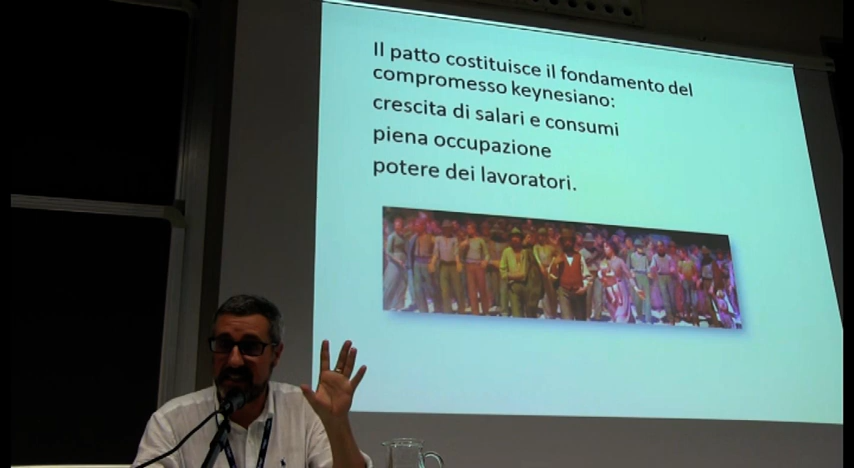 Il patto costituisce il fondamento del
compromesso keynesiano:
crescita di salari e consumi
piena occupazione
potere dei lavoratori.